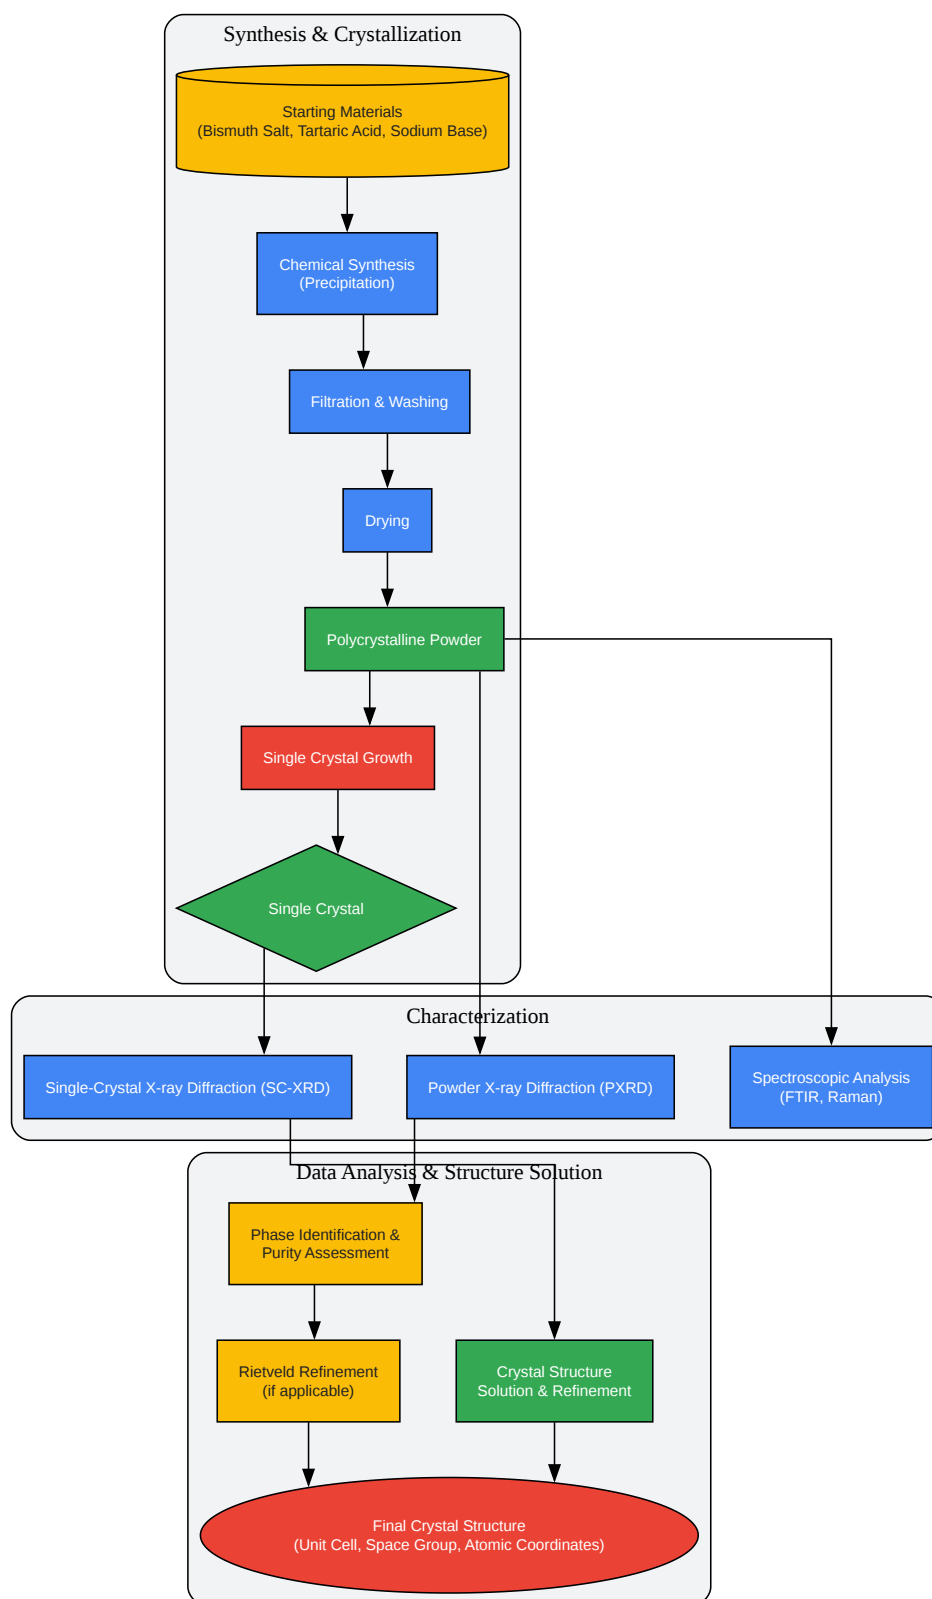 Synthesis & Crystallization
Starting Materials
(Bismuth Salt, Tartaric Acid, Sodium Base)
Chemical Synthesis
(Precipitation)
Filtration & Washing
Drying
Polycrystalline Powder
Single Crystal Growth
Single Crystal
Characterization
Single-Crystal X-ray Diffraction (SC-XRD)
Powder X-ray Diffraction (PXRD)
Spectroscopic Analysis
(FTIR, Raman)
Data Analysis & Structure Solution
Phase Identification &
Purity Assessment
Rietveld Refinement
(if applicable)
Crystal Structure
Solution & Refinement
Final Crystal Structure
(Unit Cell, Space Group, Atomic Coordinates)